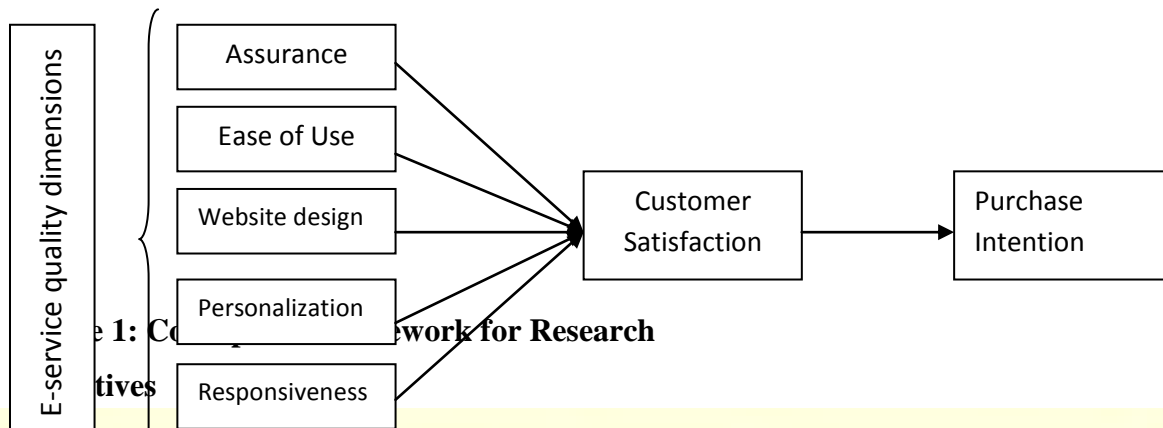 E-service quality dimensions
Assurance
Ease of Use
Website design
Personalization
Responsiveness
Customer
Satisfaction
Purchase
Intention
e 1: Co ework for Research
tives